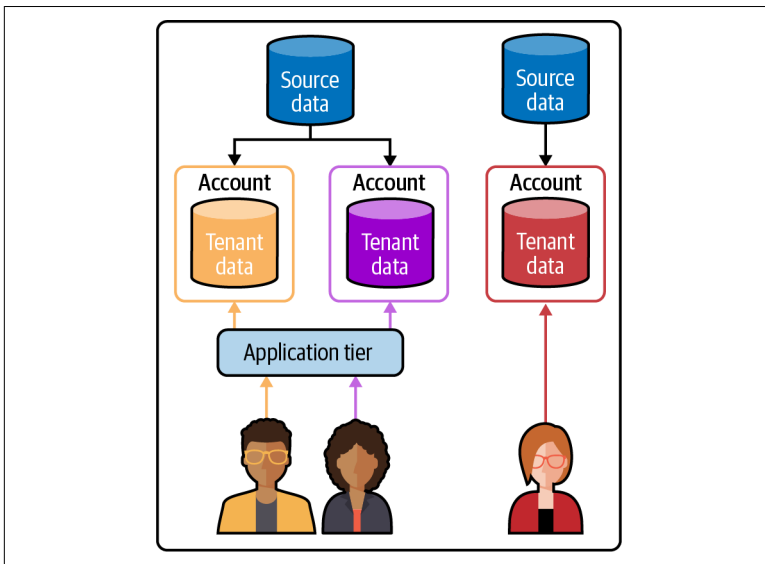 Source
data
Source
data
Account
Account
Account
Tenant
data
Tenant
data
Tenant
data
Application tier